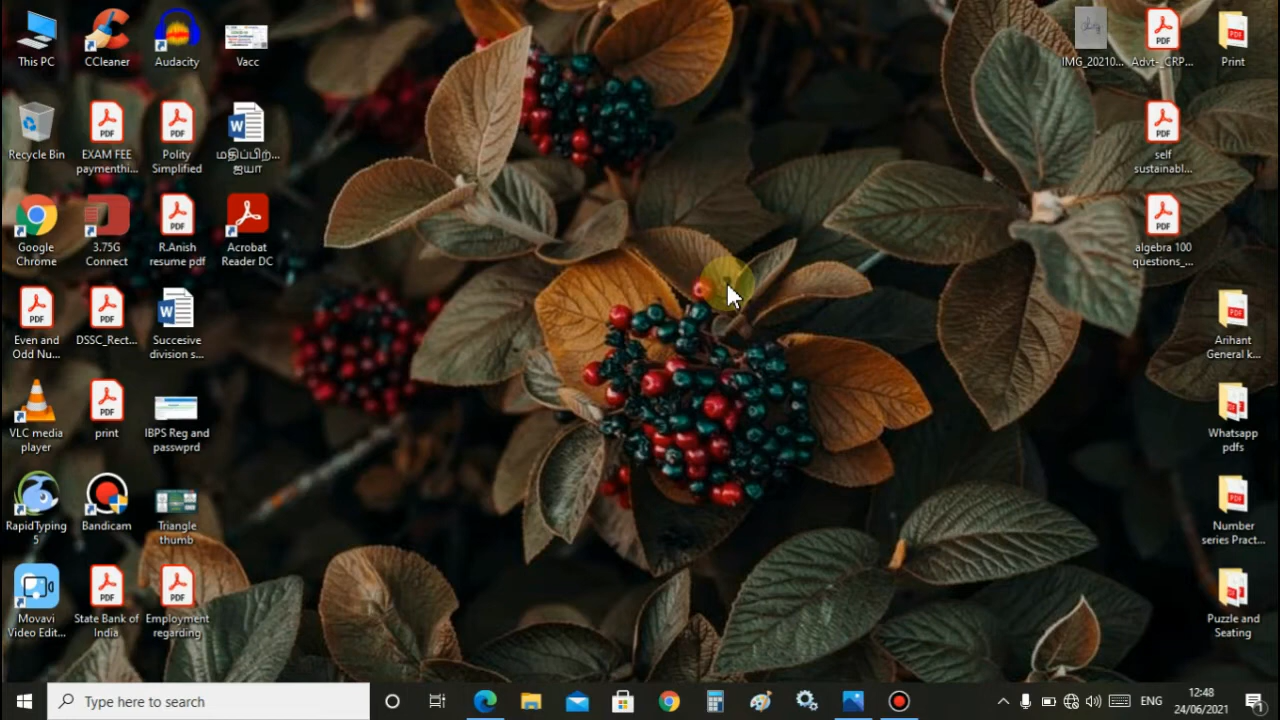 This PC
CCleaner
Audacity
Vacc
Recycle Bin
EXAM FEE
paymenthi...
Polity
Simplified
மதிப்பிற்...
ஐயா
Google
Chrome
3.75G
Connect
R.Anish
resume pdf
Acrobat
Reader DC
Even and
Odd Nu...
DSSC_Rect...
Succesive
division s...
VLC media
player
print
IBPS Reg and
passwprd
RapidTyping
5
Bandicam
Triangle
thumb
Movavi
Video Edit...
State Bank of
India
Employment
regarding
IMG_20210...
Advt-_CRP...
Print
self
sustainabl...
algebra 100
questions_...
Arihant
General k...
Whatsapp
pdfs
Number
series Pract...
Puzzle and
Seating
Type here to search
ENG
12:48
24/06/2021
1